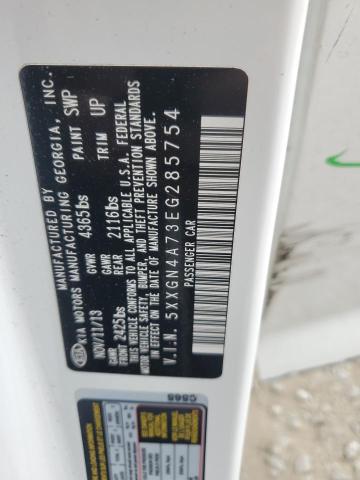 KIA
MANUFACTURED BY
KIA MOTORS MANUFACTURING GEORGIA, INC.
NOV/11/13 GVWR 4365lbs PAINT SWP
GAWR FRONT 2425lbs GAWR REAR 2116lbs TRIM UP
THIS VEHICLE CONFORMS TO ALL APPLICABLE U.S.A. FEDERAL
MOTOR VEHICLE SAFETY, BUMPER, AND THEFT PREVENTION STANDARDS
IN EFFECT ON THE DATE OF MANUFACTURE SHOWN ABOVE.
V.I.N. 5XXGN4A73EG285754
PASSENGER CAR
C565